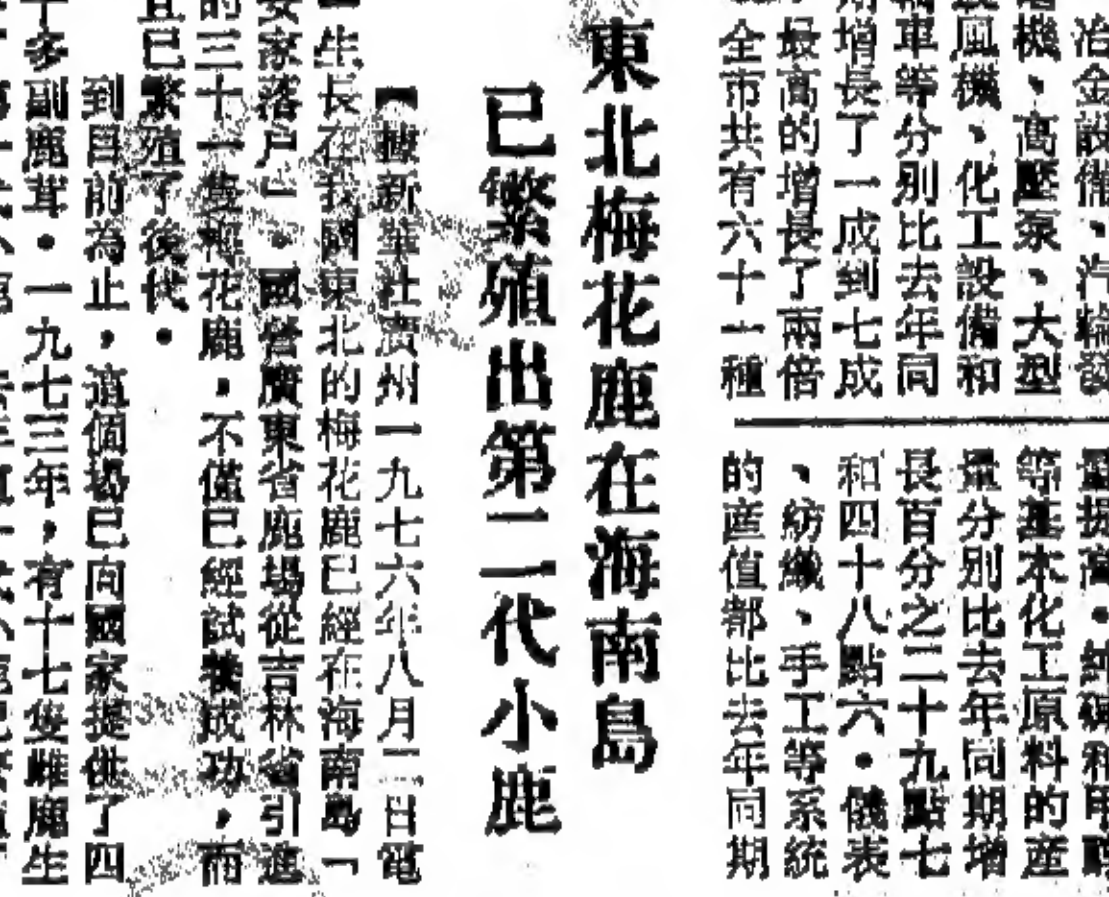 冶金設備、汽輪發
機、高壓泵、大型
風機、化工設備和
車等分別比去年同
增長了一成到七成
最高的增長了兩倍
全市共有六十一種
提高。純碱和
等基本化工原料的産
量分別比去年同期增
長百分之二十九點七
和四十八點六。儀表
、紡織、手工等系統
的産值都比去年同期
東北梅花鹿在海南島
已繁殖出第二代小鹿
【據新華社廣州一九七六年八月二日電
一生長在我國東北的梅花鹿已經在海南島「
安家落户」。國營廣東省鹿場從吉林省引進
的三十一隻梅花鹿，不僅已經試養成功，而
且已繁殖了後代。
到目前為止，這個場已向國家提供了四
十多副鹿茸。一九七三年，有十七隻雌鹿生